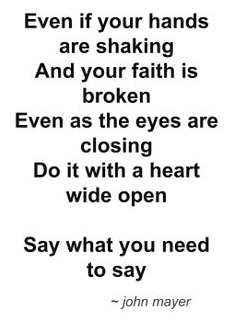 Even if your hands
are shaking
And your faith is
broken
Even as the eyes are
closing
Do it with a heart
wide open
Say what you need
to say
~ john mayer